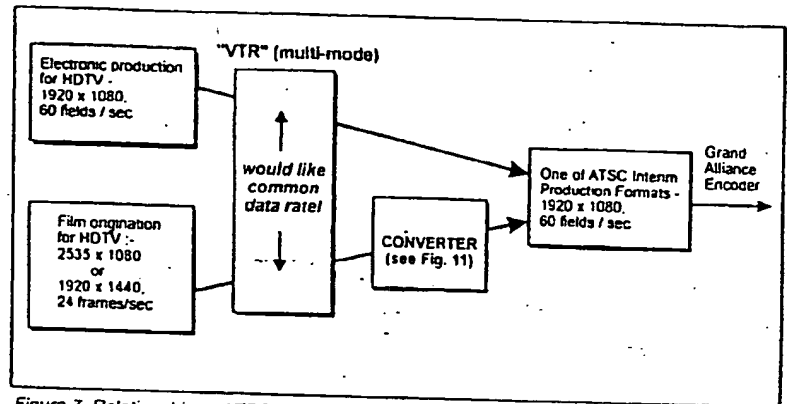 "VTR" (multi-mode)
Electronic production
for HDTV -
1920 x 1080,
60 fields / sec
would like
common
data rate!
Film origination
for HDTV :-
2535 x 1080
or
1920 x 1440,
24 frames/sec
CONVERTER
(see Fig. 11)
One of ATSC Interim
Production Formats -
1920 x 1080,
60 fields / sec
Grand
Alliance
Encoder
Figure 7.